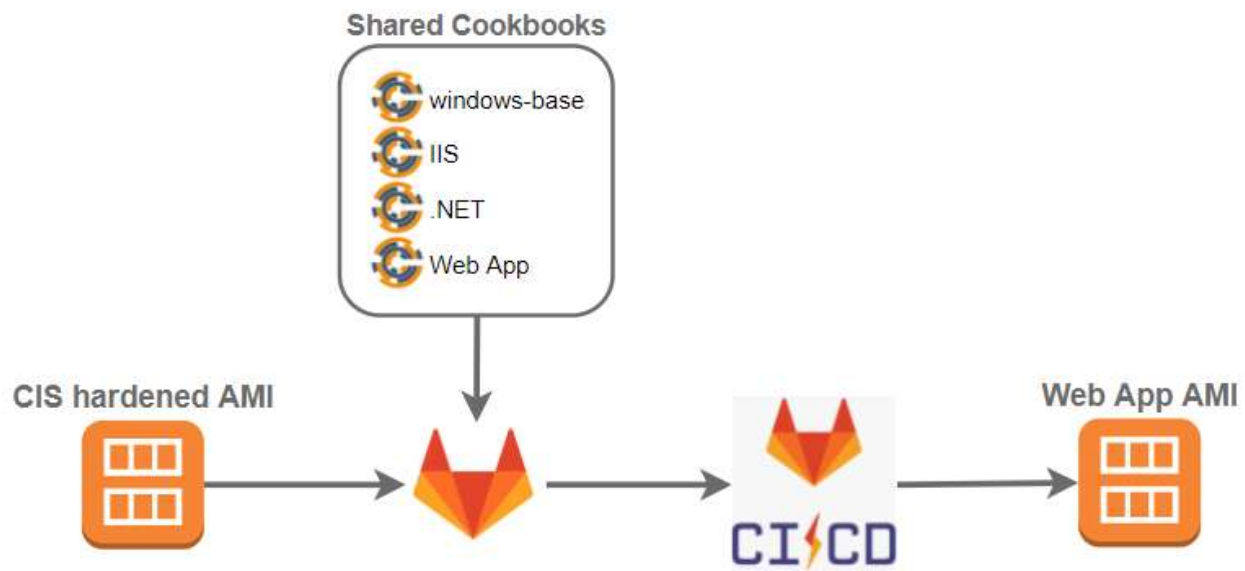 Shared Cookbooks
windows-base
IIS
.NET
Web App
CIS hardened AMI
Web App AMI
CI CD